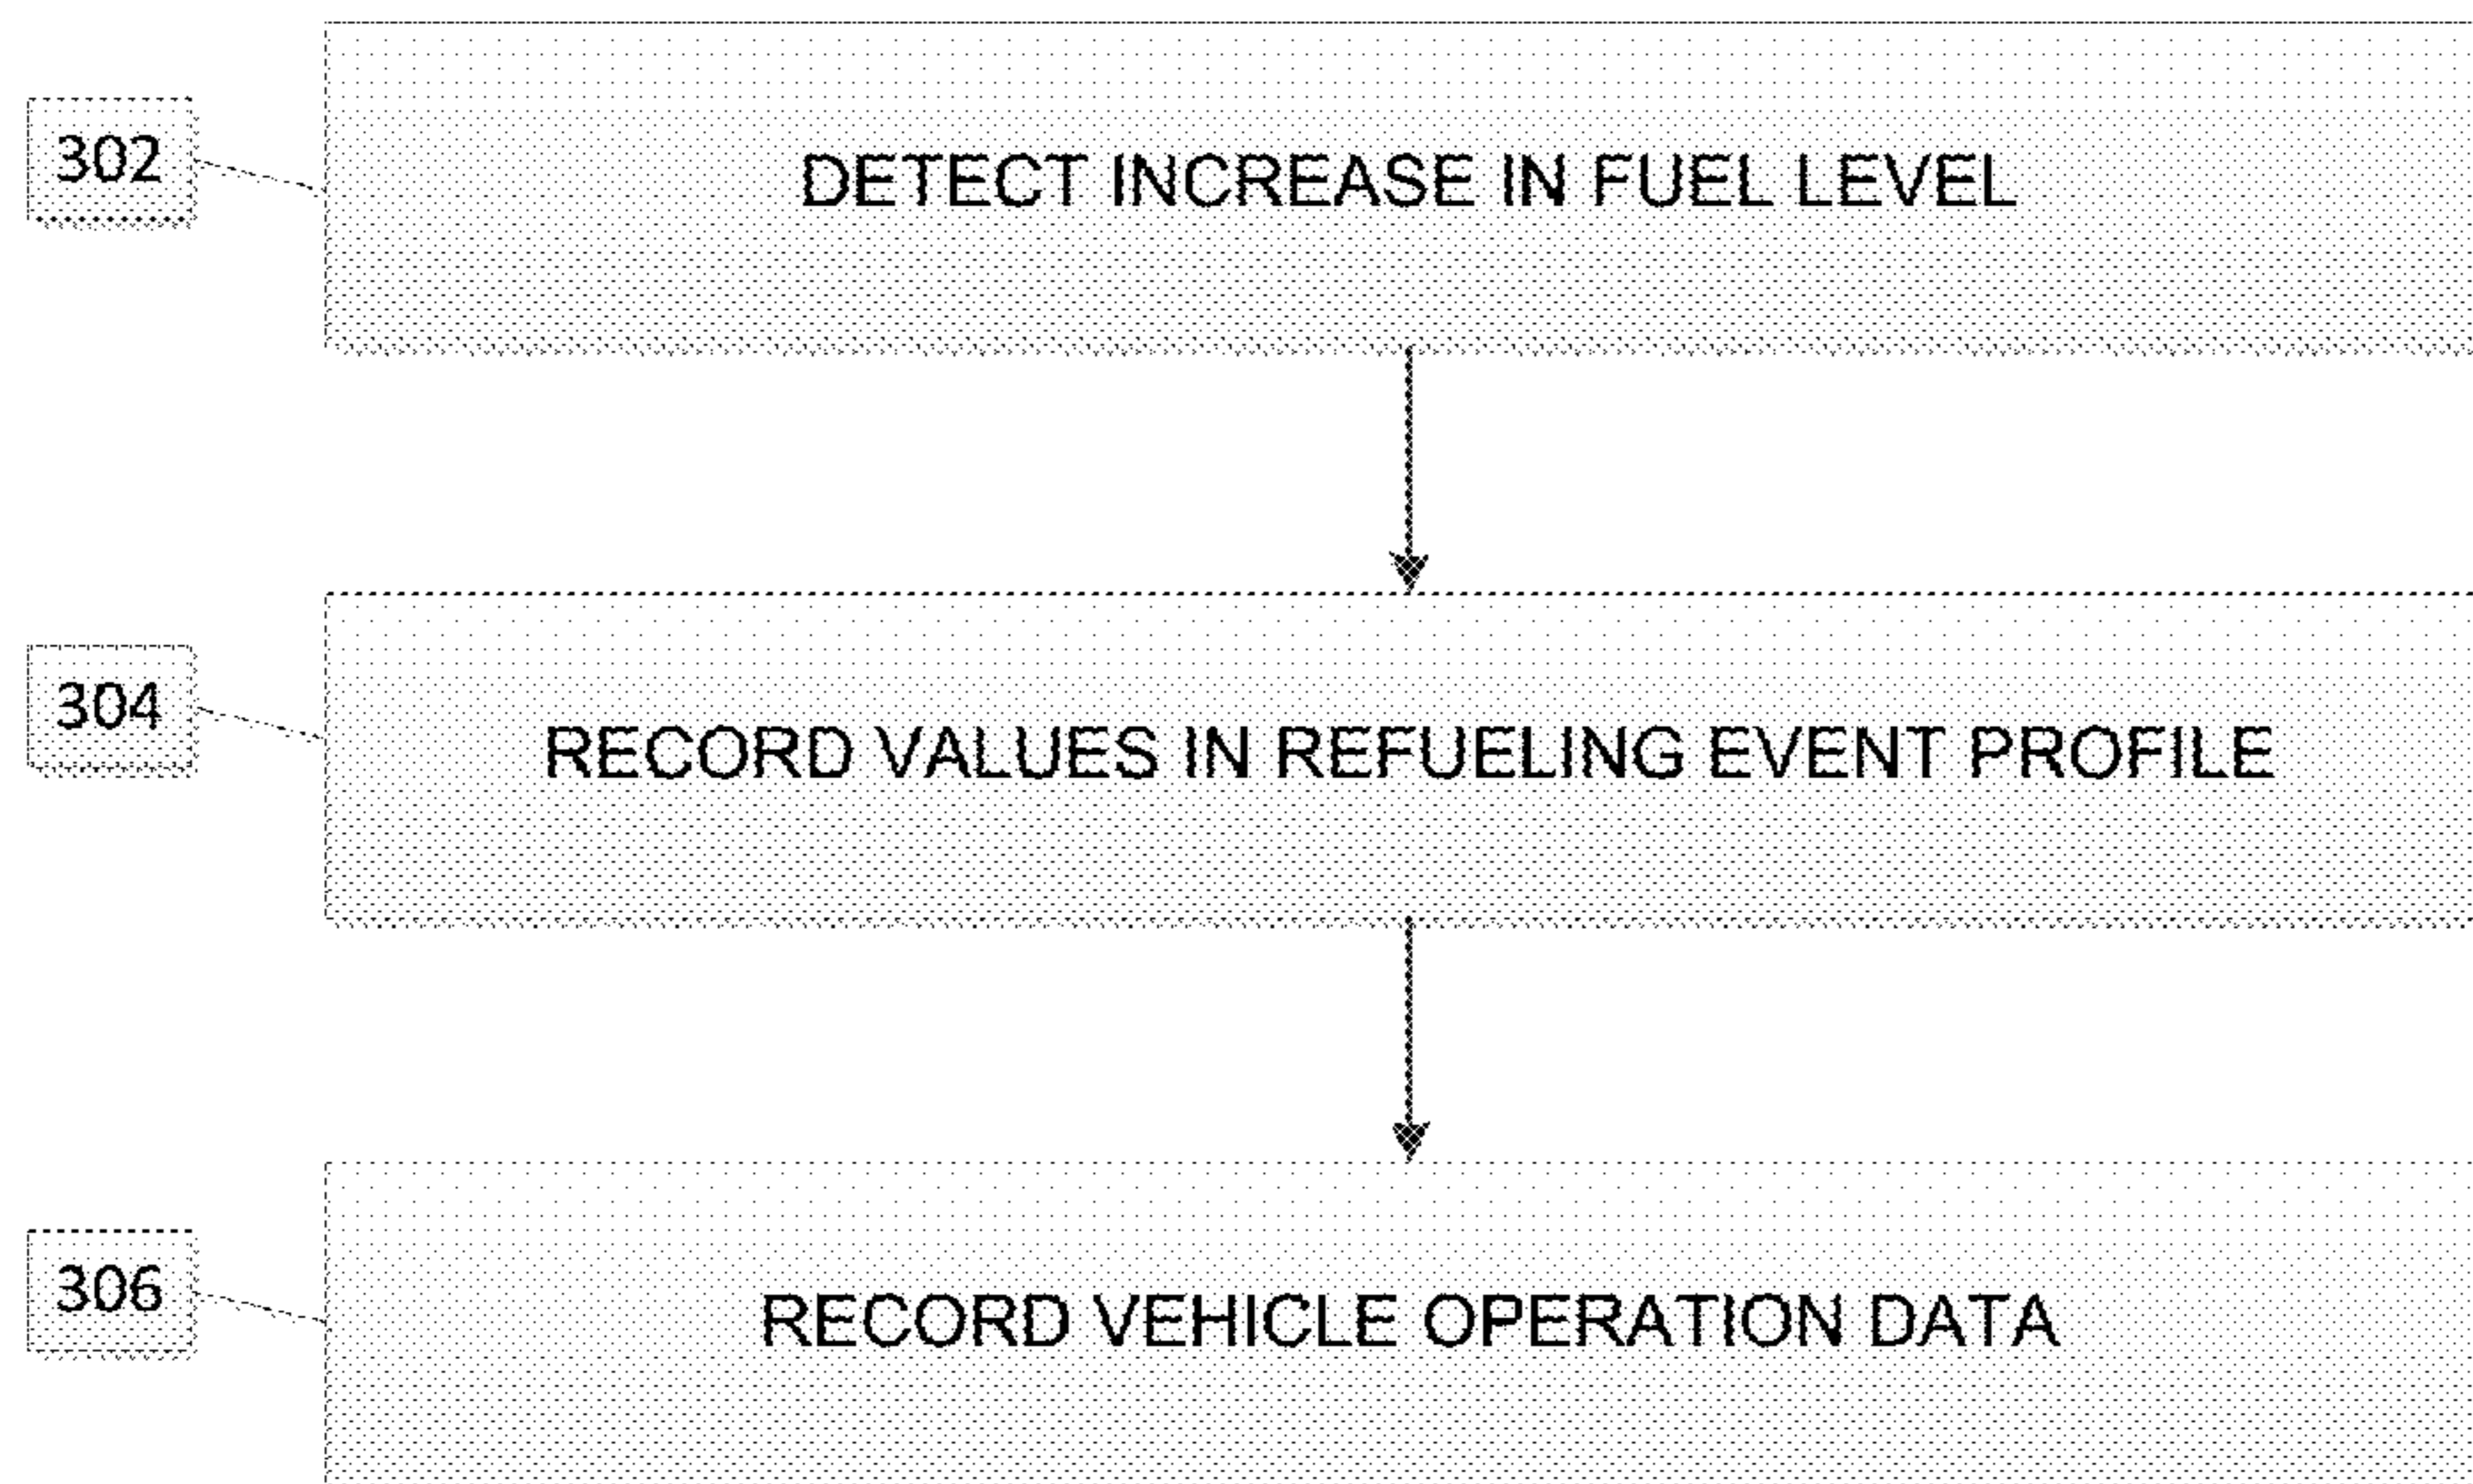 302
DETECT INCREASE IN FUEL LEVEL
304
RECORD VALUES IN REFUELING EVENT PROFILE
306
RECORD VEHICLE OPERATION DATA